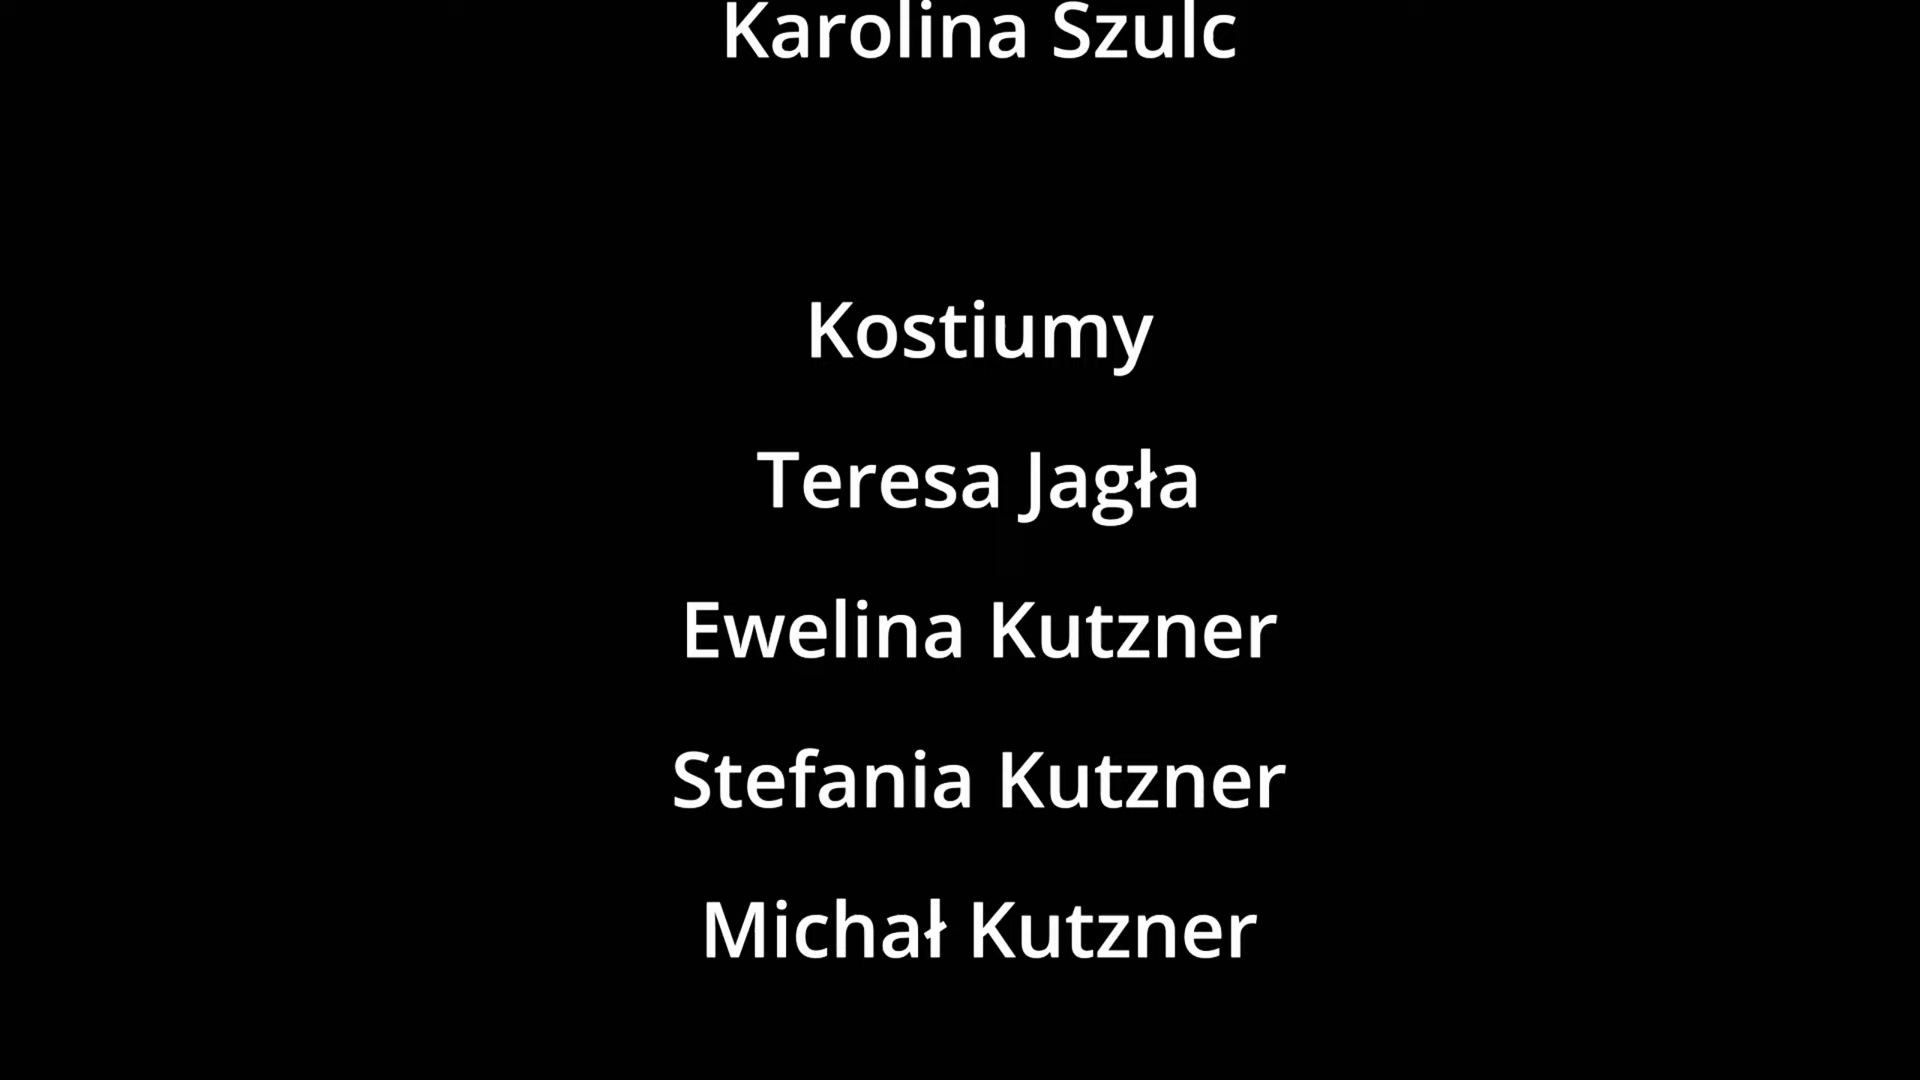 Karolina Szulc
Kostiumy
Teresa Jagła
Ewelina Kutzner
Stefania Kutzner
Michał Kutzner